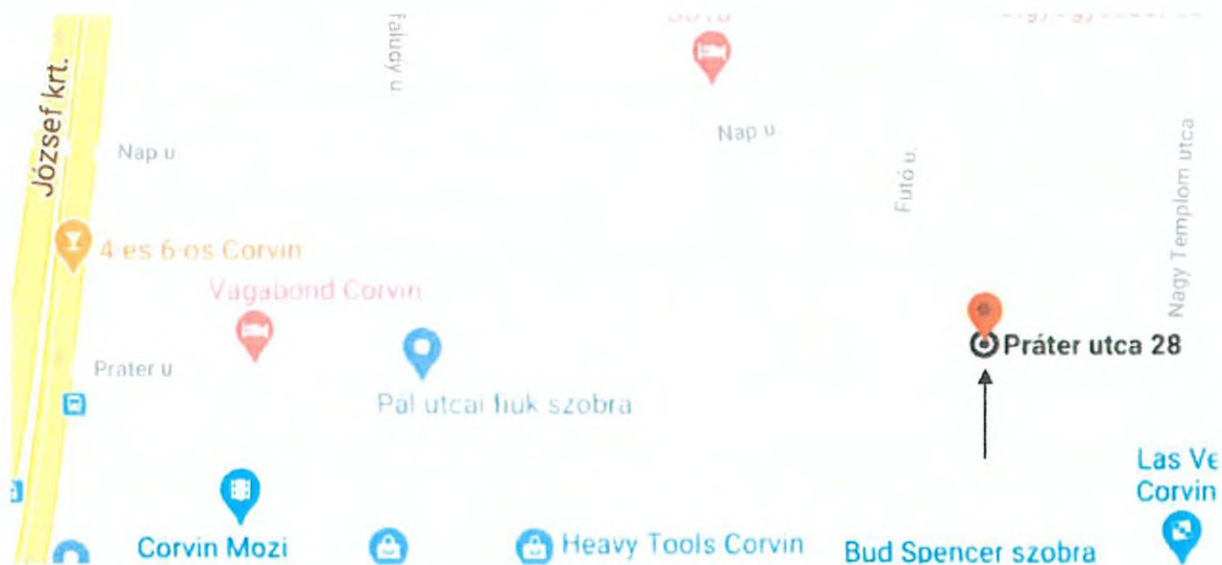 József krt.
Nap u.
Nap u.
Futó u.
Nagy Templom utca
4-es 6-os Corvin
Vagabond Corvin
Práter utca 28
Práter u.
Pál utcai fiúk szobra
Las Ve
Corvin
Corvin Mozi
Heavy Tools Corvin
Bud Spencer szobra